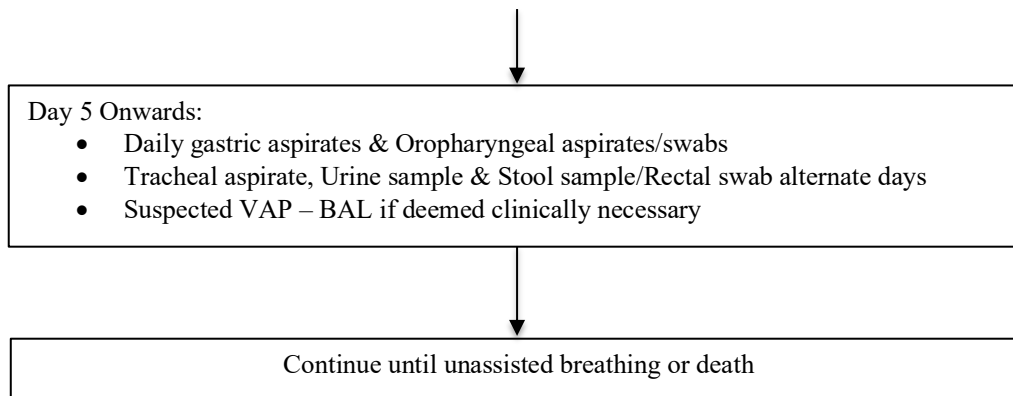 Day 5 Onwards:
• Daily gastric aspirates & Oropharyngeal aspirates/swabs
• Tracheal aspirate, Urine sample & Stool sample/Rectal swab alternate days
• Suspected VAP – BAL if deemed clinically necessary
Continue until unassisted breathing or death